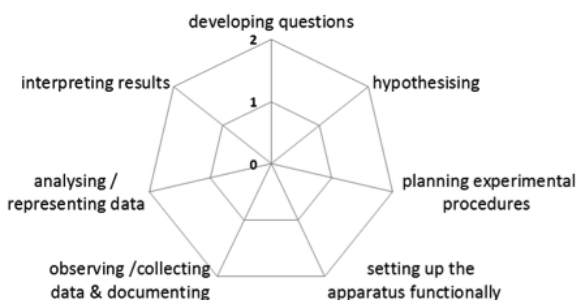 developing questions
2
interpreting results
hypothesising
1
0
analysing /
representing data
planning experimental
procedures
observing /collecting
data & documenting
setting up the
apparatus functionally